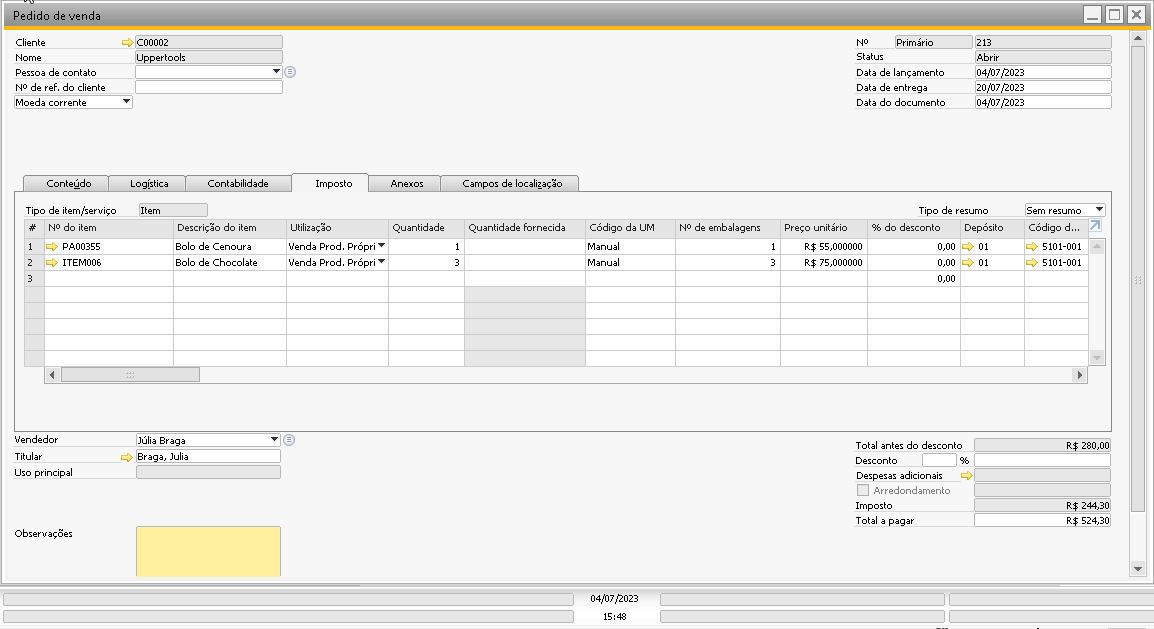 Pedido de venda
Cliente C00002 Nº Primário 213
Nome Uppertools Status Abrir
Pessoa de contato Data de lançamento 04/07/2023
Nº de ref. do cliente Data de entrega 20/07/2023
Moeda corrente Data do documento 04/07/2023
Conteúdo Logística Contabilidade Imposto Anexos Campos de localização
Tipo de item/serviço Item Tipo de resumo Sem resumo
# Nº do item Descrição do item Utilização Quantidade Quantidade fornecida Código da UM Nº de embalagens Preço unitário % do desconto Depósito Código d...
1 PA00355 Bolo de Cenoura Venda Prod. Própri 1 Manual 1 R$ 55,000000 0,00 01 5101-001
2 ITEM006 Bolo de Chocolate Venda Prod. Própri 3 Manual 3 R$ 75,000000 0,00 01 5101-001
3 0,00
Vendedor Júlia Braga Total antes do desconto R$ 280,00
Titular Braga, Julia Desconto %
Uso principal Despesas adicionais
Arredondamento
Imposto R$ 244,30
Total a pagar R$ 524,30
Observações
04/07/2023
15:48